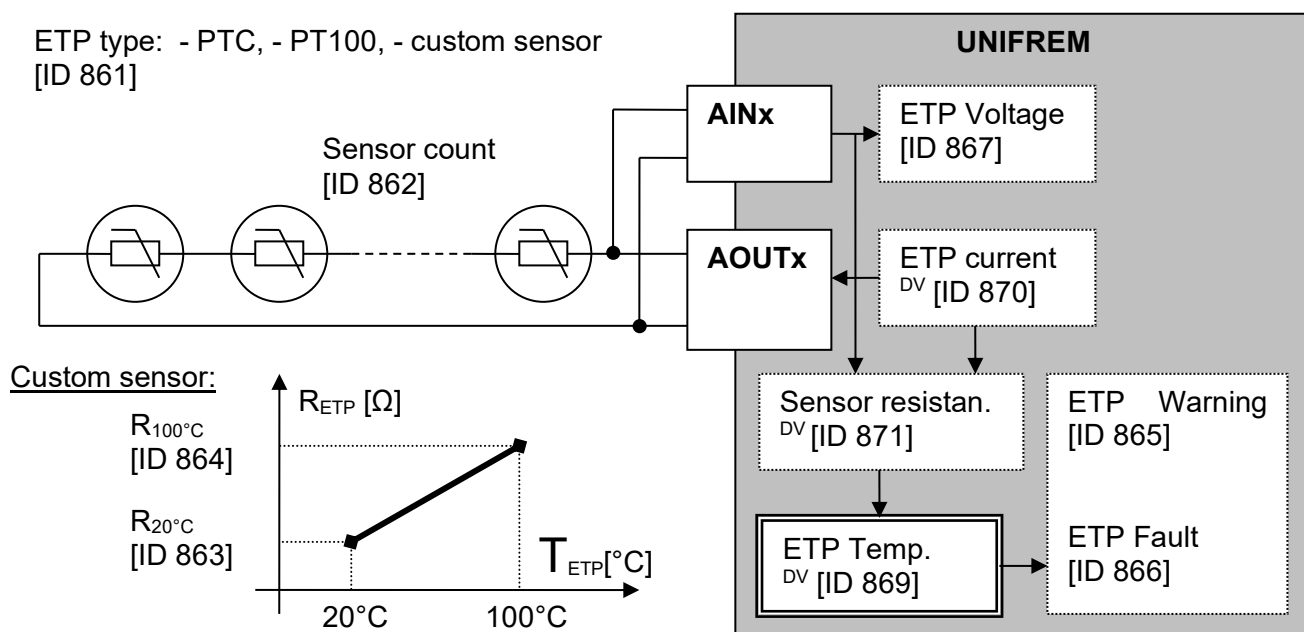 ETP type: - PTC, - PT100, - custom sensor
[ID 861]
UNIFREM
AINx
ETP Voltage
[ID 867]
Sensor count
[ID 862]
AOUTx
ETP current
DV [ID 870]
Custom sensor:
RETP [Ω]
R100°C
[ID 864]
R20°C
[ID 863]
TETP[°C]
20°C
100°C
Sensor resistan.
DV [ID 871]
ETP Warning
[ID 865]
ETP Temp.
DV [ID 869]
ETP Fault
[ID 866]